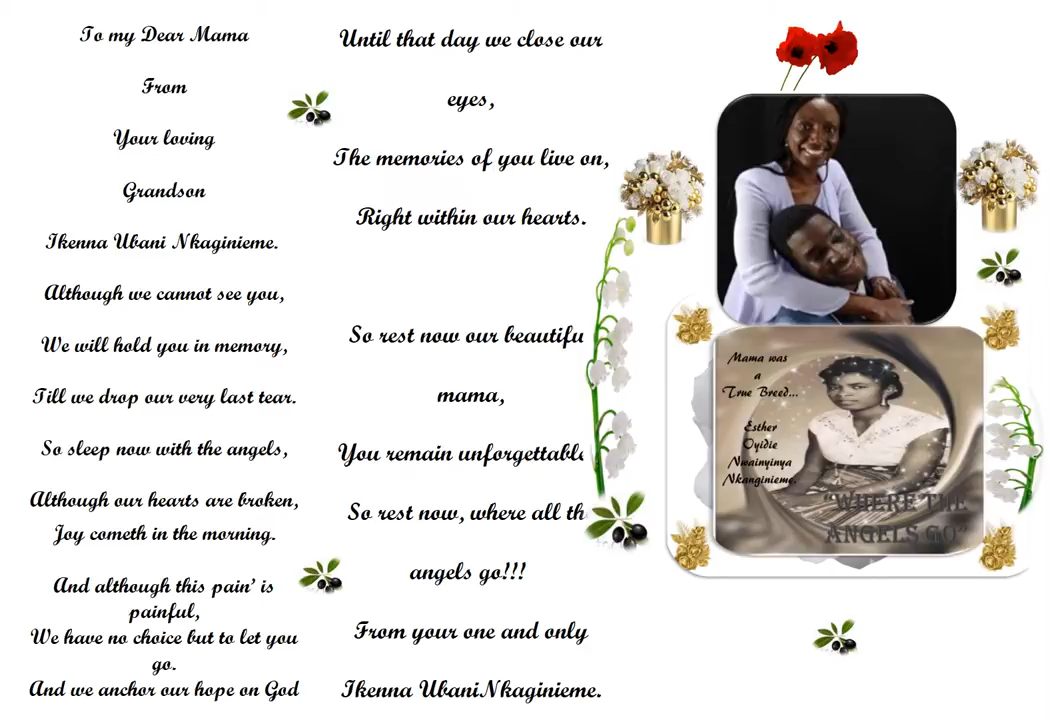 To my Dear Mama
From
Your loving
Grandson
Ikenna Ubani Nkaginieme.
Although we cannot see you,
We will hold you in memory,
Till we drop our very last tear.
So sleep now with the angels,
Although our hearts are broken,
Joy cometh in the morning.
And although this pain' is
painful,
We have no choice but to let you
go.
And we anchor our hope on God
Until that day we close our
eyes,
The memories of you live on,
Right within our hearts.
So rest now our beautifu
mama,
You remain unforgettabl
So rest now, where all th
angels go!!!
From your one and only
Ikenna UbaniNkaginieme.
Mama was
a
True Breed...
Esther
Oyidie
Nwainyinya
Nkanginieme.
"WHERE THE
ANGELS GO"